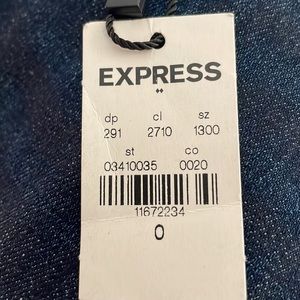 EXPRESS
dp cl sz
291 2710 1300
st co
03410035 0020
11672234
0